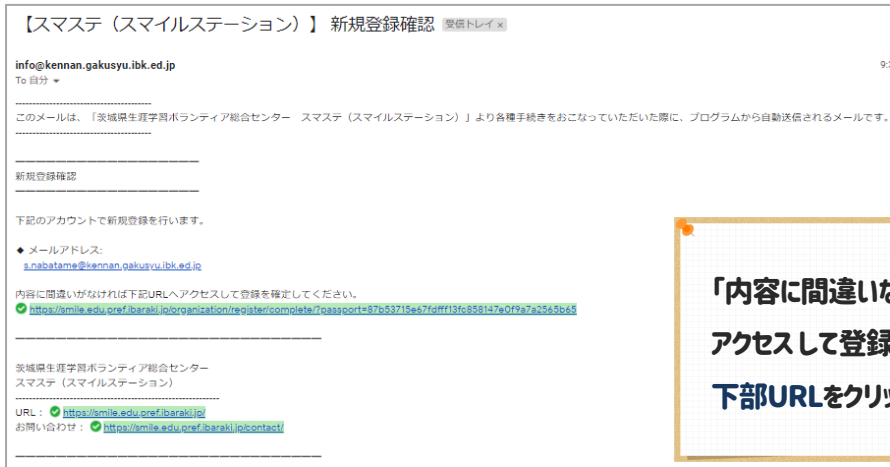 【スマステ（スマイルステーション）】 新規登録確認 受信トレイ ×
info@kennan.gakusyu.ibk.ed.jp
To 自分
----------------------------------------
このメールは、「茨城県生涯学習ボランティア総合センター　スマステ（スマイルステーション）」より各種手続きをおこなっていただいた際に、プログラムから自動送信されるメールです。
----------------------------------------
━━━━━━━━━━━━━━━━━━
新規登録確認
━━━━━━━━━━━━━━━━━━
下記のアカウントで新規登録を行います。
◆ メールアドレス:
s.nabatame@kennan.gakusyu.ibk.ed.jp
内容に間違いがなければ下記URLへアクセスして登録を確定してください。
https://smile.edu.pref.ibaraki.jp/organization/register/complete/?passport=87b53715e67fdfff13fc858147e0f9a7a2565b65
━━━━━━━━━━━━━━━━━━━━━━━━━━━━━━
茨城県生涯学習ボランティア総合センター
スマステ（スマイルステーション）
------------------------------------------------------------
URL： https://smile.edu.pref.ibaraki.jp/
お問い合わせ： https://smile.edu.pref.ibaraki.jp/contact/
━━━━━━━━━━━━━━━━━━━━━━━━━━━━━━
「内容に間違いな
アクセスして登録
下部URLをクリッ